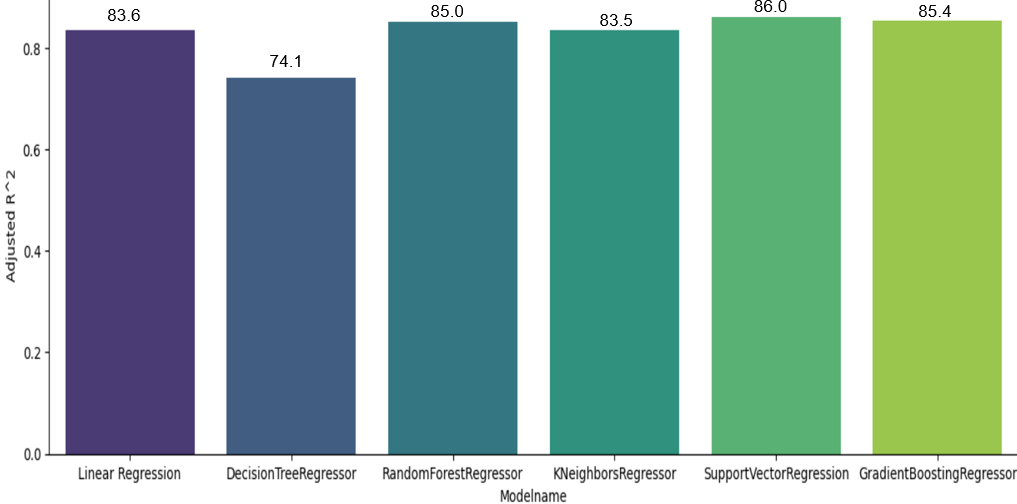 83.6
74.1
85.0
83.5
86.0
85.4
Adjusted R^2
0.8
0.6
0.4
0.2
0.0
Linear Regression
DecisionTreeRegressor
RandomForestRegressor
KNeighborsRegressor
SupportVectorRegression
GradientBoostingRegressor
Modelname